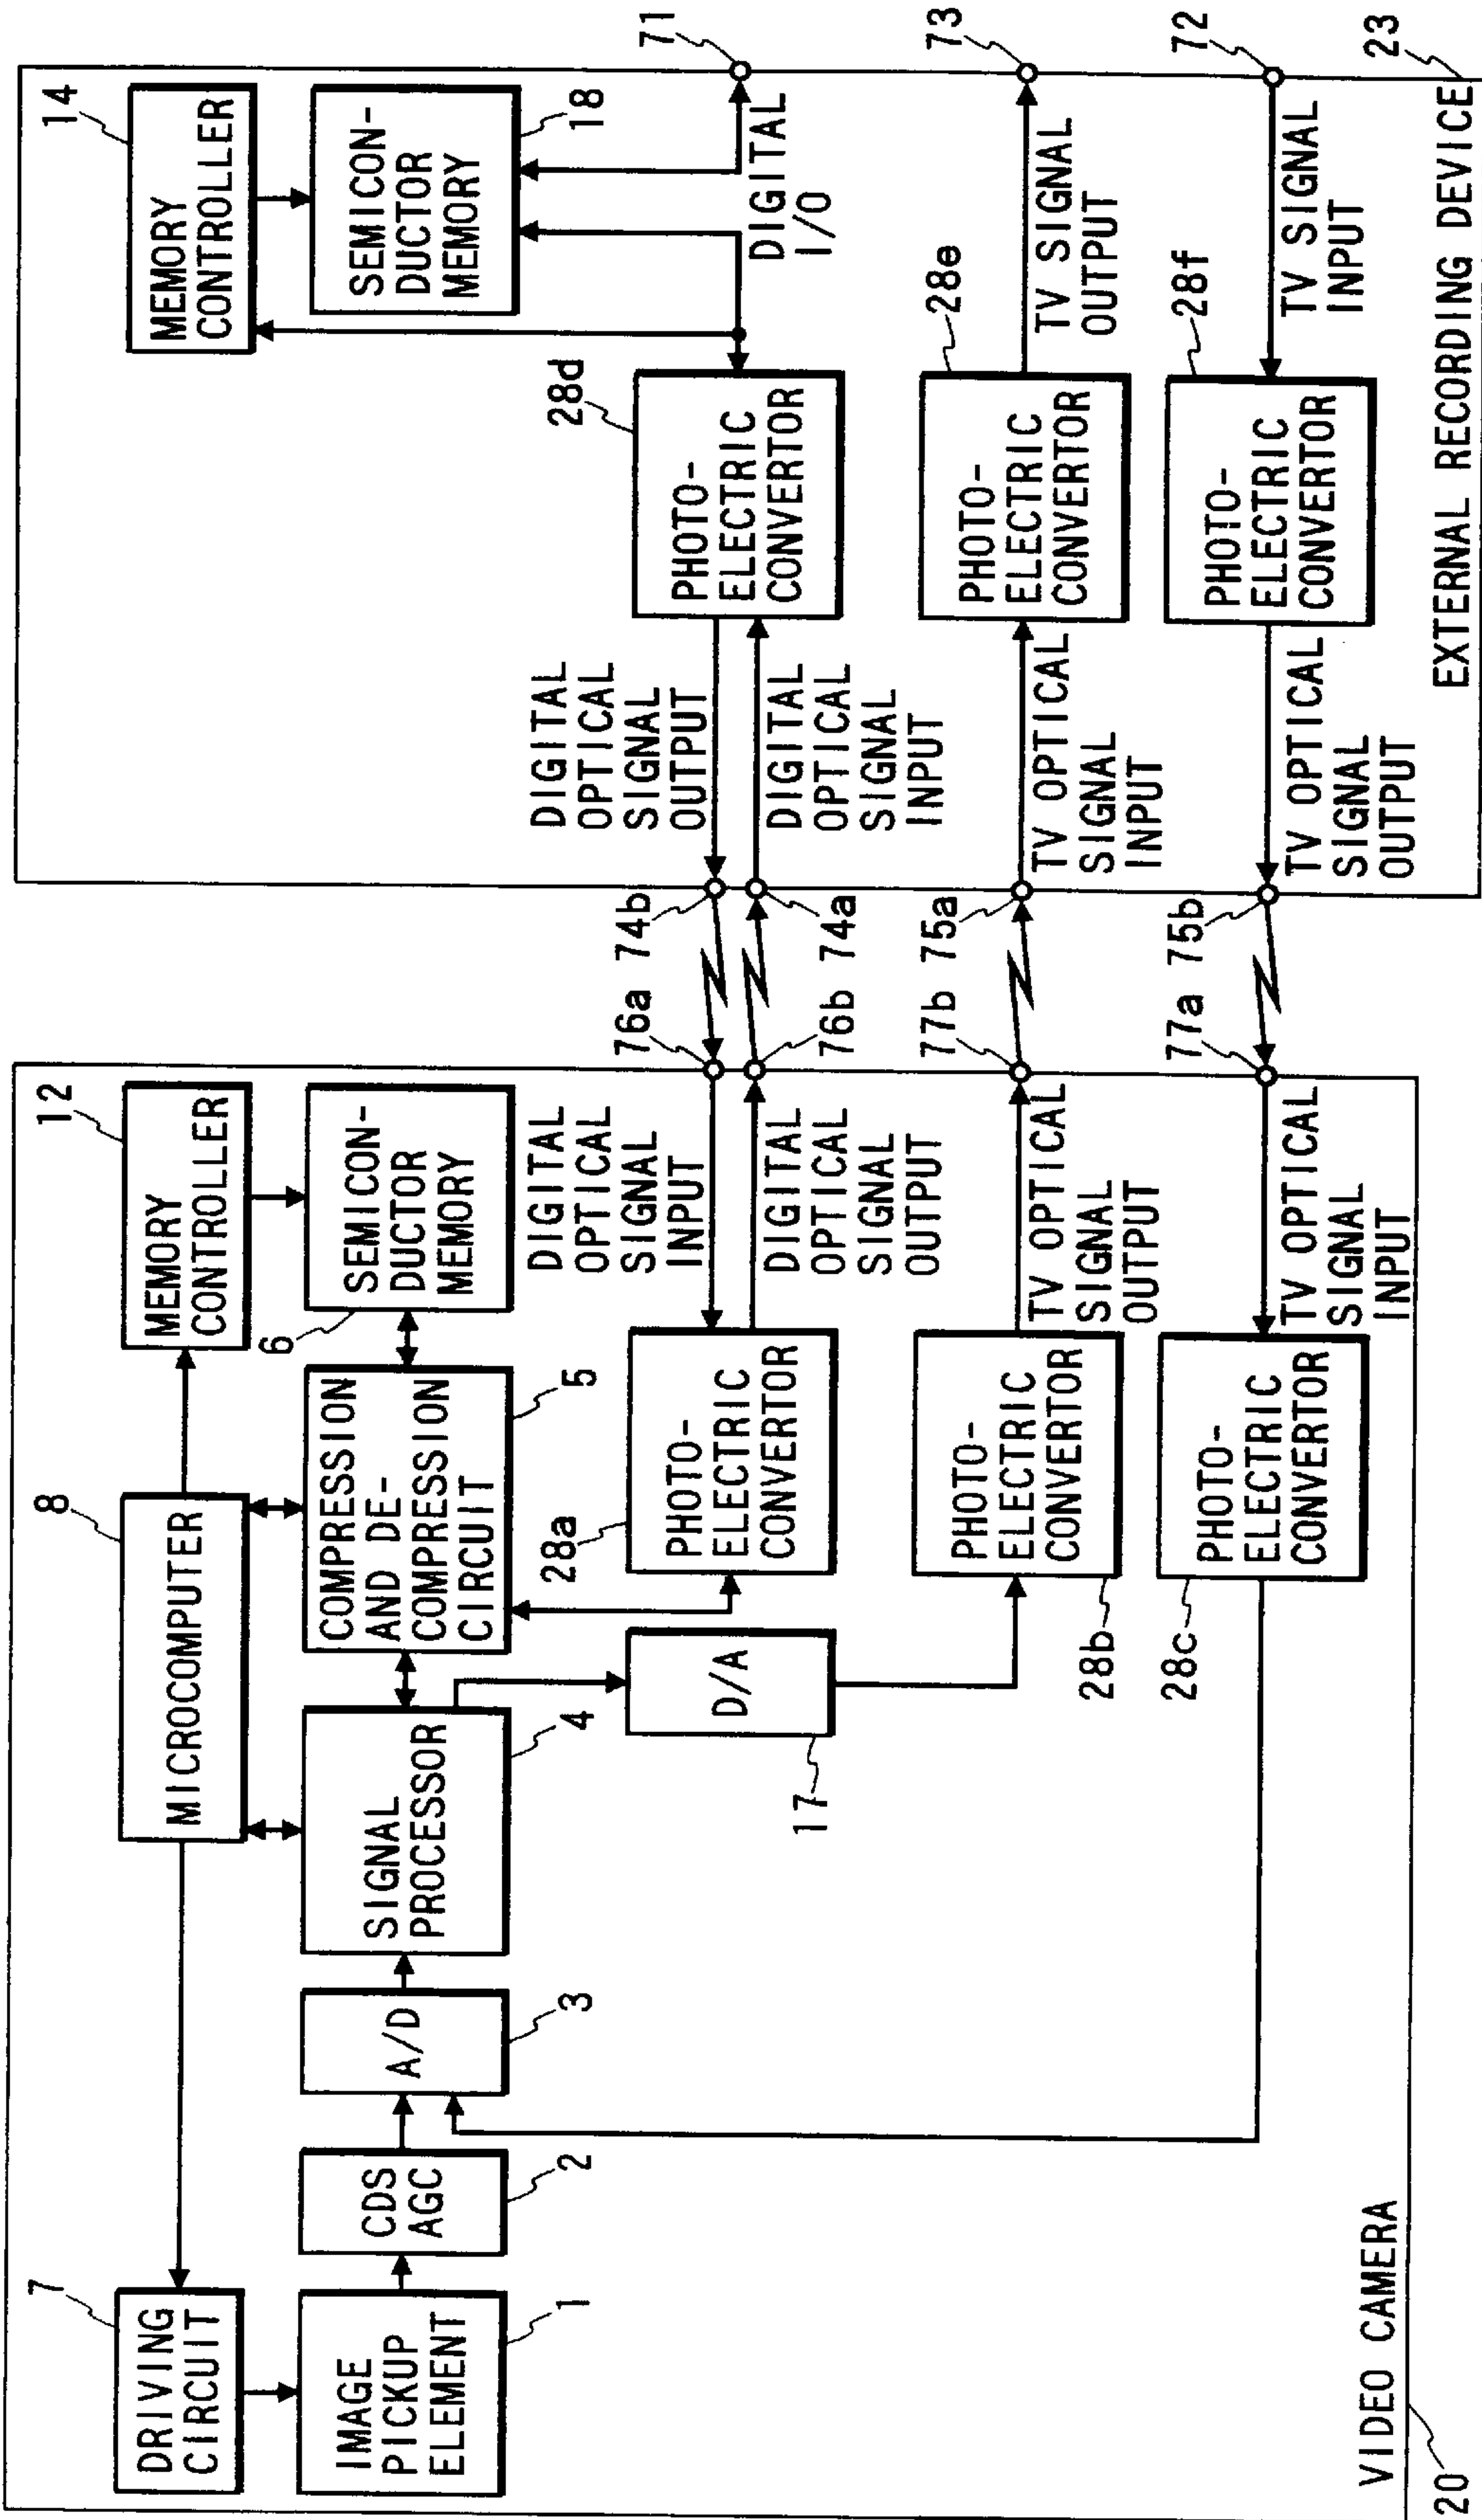 7
DRIVING
CIRCUIT
IMAGE
PICKUP
ELEMENT
1
CDS
AGC
2
A/D
3
8
MICROCOMPUTER
SIGNAL
PROCESSOR
4
COMPRESSION
AND DE-
COMPRESSION
CIRCUIT
5
12
MEMORY
CONTROLLER
SEMICON-
DUCTOR
MEMORY
6
D/A
17
28a
PHOTO-
ELECTRIC
CONVERTOR
DIGITAL
OPTICAL
SIGNAL
INPUT
DIGITAL
OPTICAL
SIGNAL
OUTPUT
PHOTO-
ELECTRIC
CONVERTOR
28b
TV OPTICAL
SIGNAL
OUTPUT
PHOTO-
ELECTRIC
CONVERTOR
28c
TV OPTICAL
SIGNAL
INPUT
VIDEO CAMERA
20
76a
74b
76b
74a
77b
75a
77a
75b
14
MEMORY
CONTROLLER
SEMICON-
DUCTOR
MEMORY
18
28d
PHOTO-
ELECTRIC
CONVERTOR
DIGITAL
OPTICAL
SIGNAL
OUTPUT
DIGITAL
OPTICAL
SIGNAL
INPUT
DIGITAL
I/O
71
TV OPTICAL
SIGNAL
INPUT
PHOTO-
ELECTRIC
CONVERTOR
28e
TV SIGNAL
OUTPUT
73
TV OPTICAL
SIGNAL
OUTPUT
PHOTO-
ELECTRIC
CONVERTOR
28f
TV SIGNAL
INPUT
72
EXTERNAL RECORDING DEVICE
23